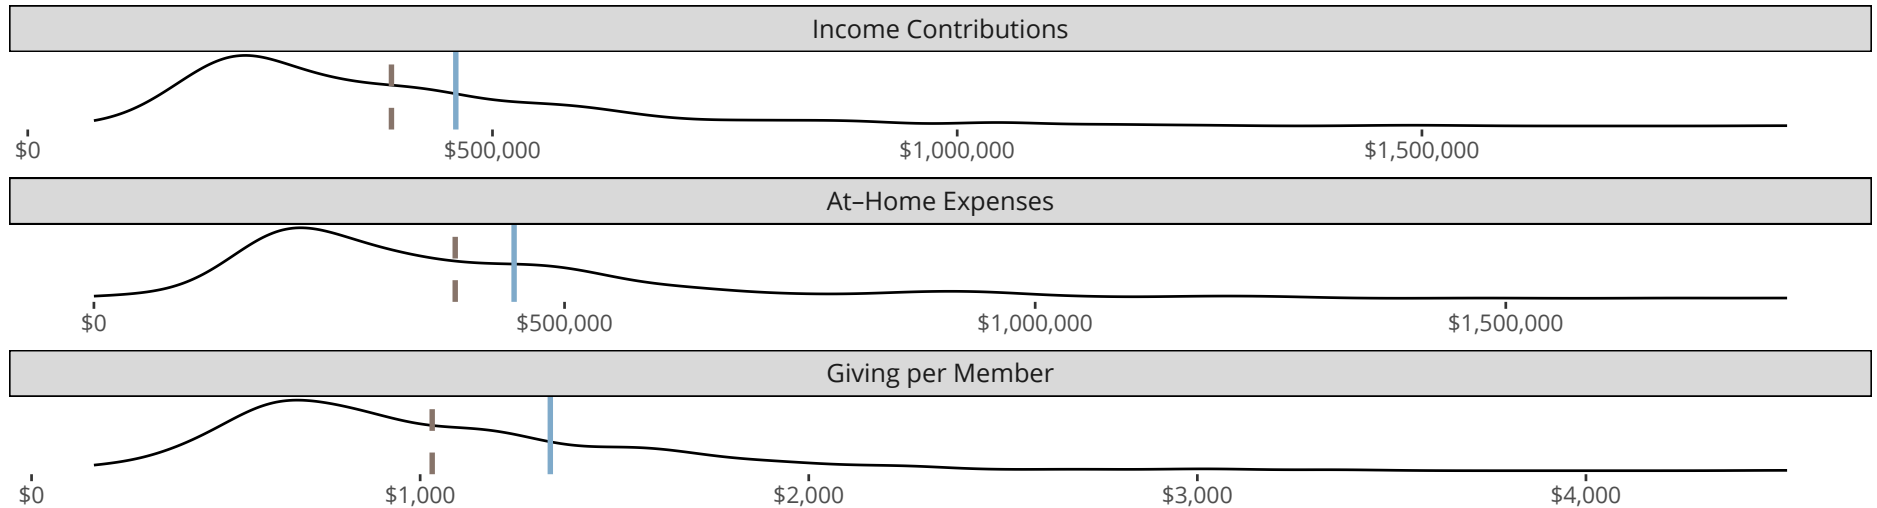 Income Contributions
$0 $500,000 $1,000,000 $1,500,000
At–Home Expenses
$0 $500,000 $1,000,000 $1,500,000
Giving per Member
$0 $1,000 $2,000 $3,000 $4,000